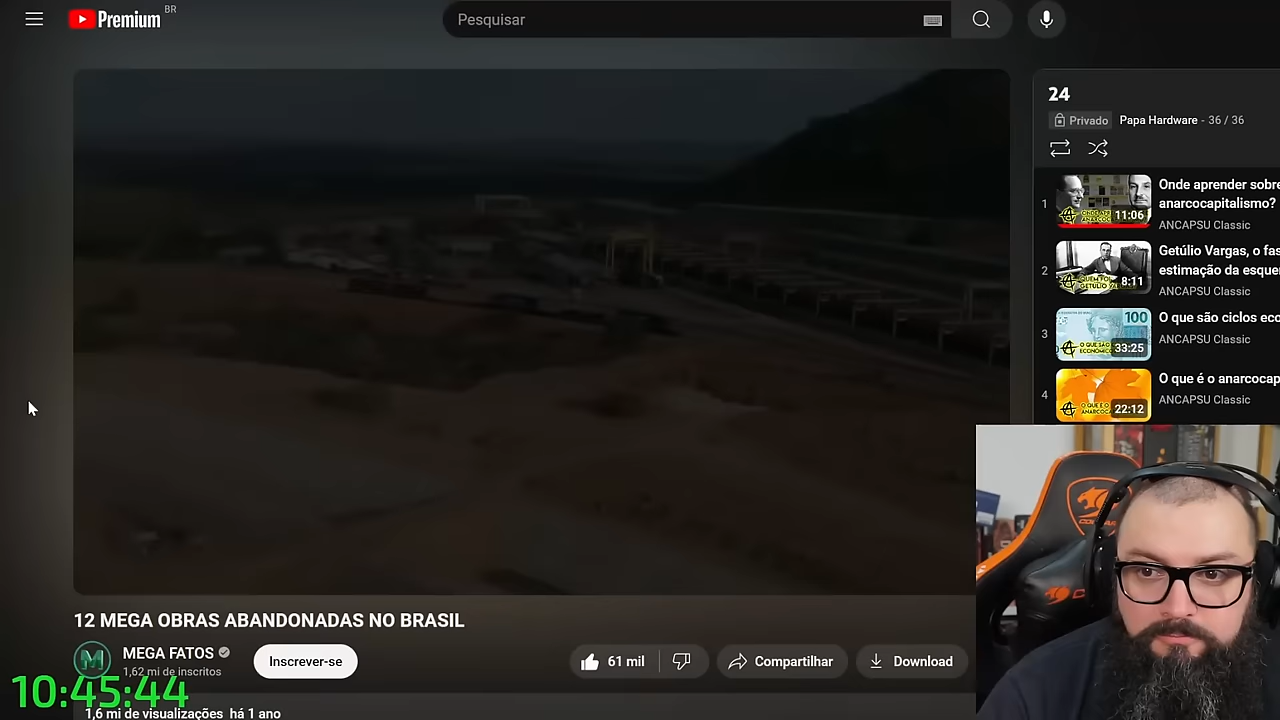 Premium BR
Pesquisar
24
Privado Papa Hardware - 36 / 36
1
11:06
Onde aprender sobre
anarcocapitalismo?
ANCAPSU Classic
2
8:11
Getúlio Vargas, o fas
estimação da esque
ANCAPSU Classic
3
100
33:25
O que são ciclos eco
ANCAPSU Classic
4
22:12
O que é o anarcocap
ANCAPSU Classic
12 MEGA OBRAS ABANDONADAS NO BRASIL
M
MEGA FATOS
1,62 mi de inscritos
Inscrever-se
61 mil
Compartilhar
Download
10:45:44
1,6 mi de visualizações há 1 ano